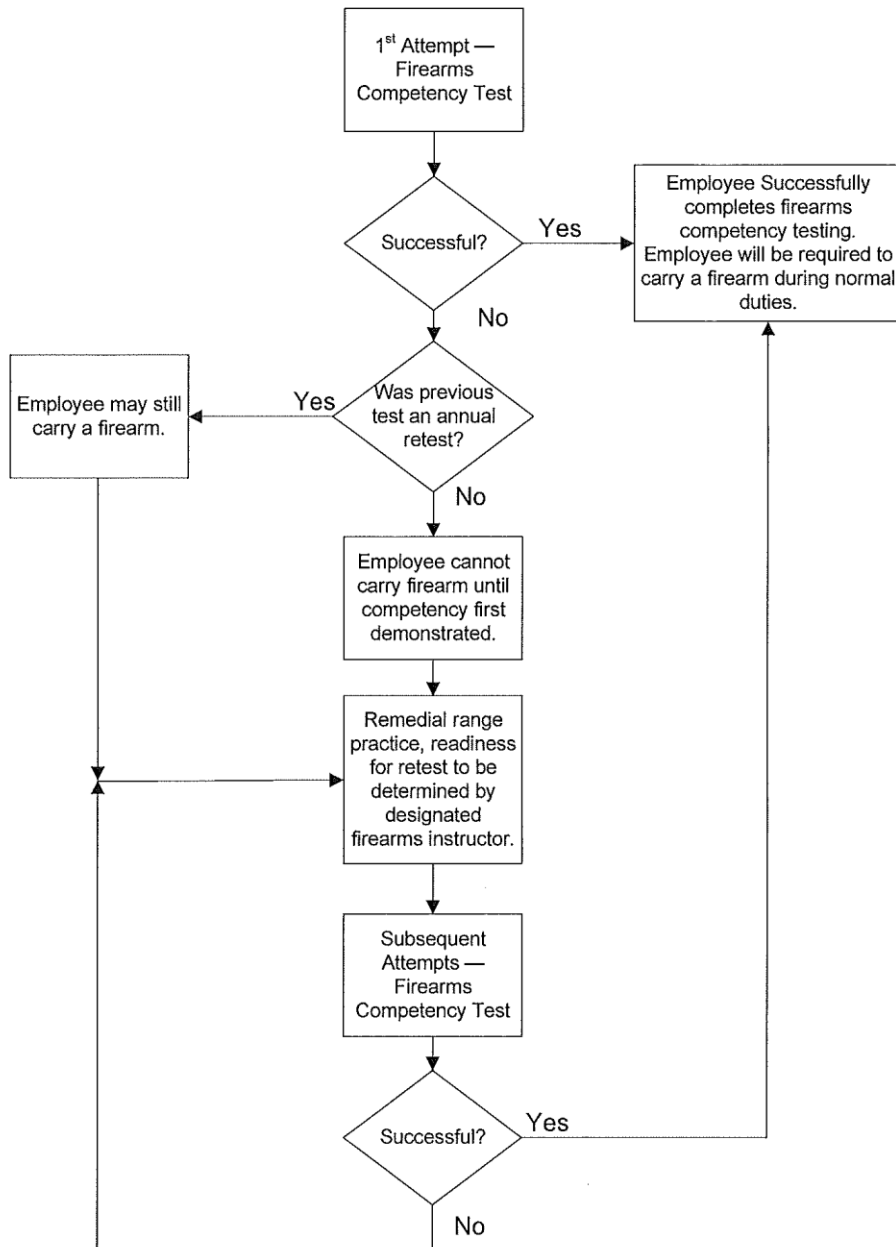 1st Attempt —
Firearms
Competency Test
Successful?
Yes
Employee Successfully
completes firearms
competency testing.
Employee will be required to
carry a firearm during normal
duties.
No
Was previous
test an annual
retest?
Yes
Employee may still
carry a firearm.
No
Employee cannot
carry firearm until
competency first
demonstrated.
Remedial range
practice, readiness
for retest to be
determined by
designated
firearms instructor.
Subsequent
Attempts —
Firearms
Competency Test
Successful?
Yes
No